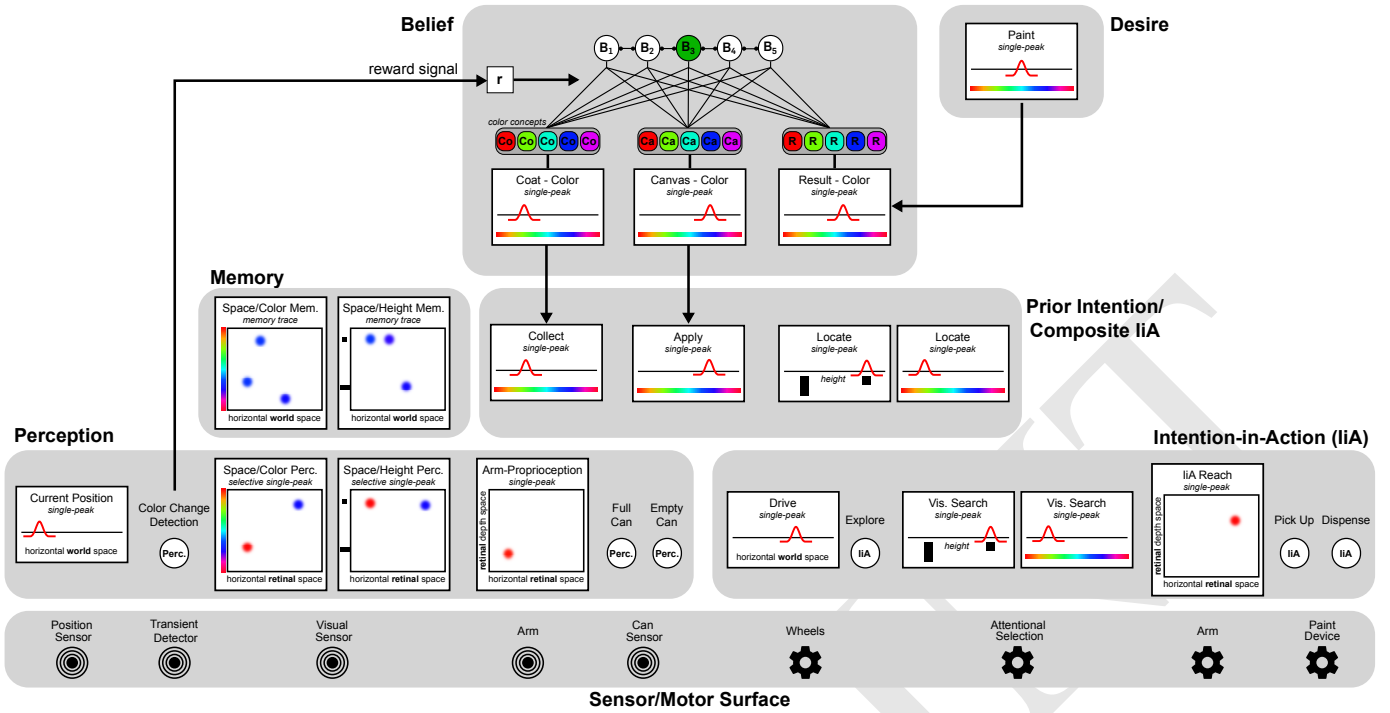 Belief
Desire
B1 B2 B3 B4 B5
Paint
single-peak
reward signal
r
color concepts
Co Co Co Co Co
Ca Ca Ca Ca Ca
R R R R R
Coat - Color
single-peak
Canvas - Color
single-peak
Result - Color
single-peak
Memory
Space/Color Mem.
memory trace
horizontal world space
Space/Height Mem.
memory trace
horizontal world space
Prior Intention/
Composite IiA
Collect
single-peak
Apply
single-peak
Locate
single-peak
height
Locate
single-peak
Perception
Current Position
single-peak
horizontal world space
Color Change
Detection
Perc.
Space/Color Perc.
selective single-peak
horizontal retinal space
Space/Height Perc.
selective single-peak
horizontal retinal space
Arm-Proprioception
single-peak
retinal depth space
horizontal retinal space
Full
Can
Perc.
Empty
Can
Perc.
Intention-in-Action (IiA)
Drive
single-peak
horizontal world space
Explore
IiA
Vis. Search
single-peak
height
Vis. Search
single-peak
IiA Reach
single-peak
retinal depth space
horizontal retinal space
Pick Up
IiA
Dispense
IiA
Position
Sensor
Transient
Detector
Visual
Sensor
Arm
Can
Sensor
Wheels
Attentional
Selection
Arm
Paint
Device
Sensor/Motor Surface